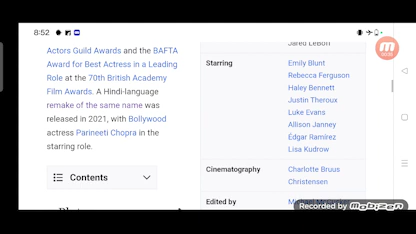 8:52
Actors Guild Awards and the BAFTA
Award for Best Actress in a Leading
Role at the 70th British Academy
Film Awards. A Hindi-language
remake of the same name was
released in 2021, with Bollywood
actress Parineeti Chopra in the
starring role.
Contents
Jared LeBoff
Starring
Emily Blunt
Rebecca Ferguson
Haley Bennett
Justin Theroux
Luke Evans
Allison Janney
Édgar Ramírez
Lisa Kudrow
Cinematography
Charlotte Bruus
Christensen
Edited by
Recorded by
MOBIZEN